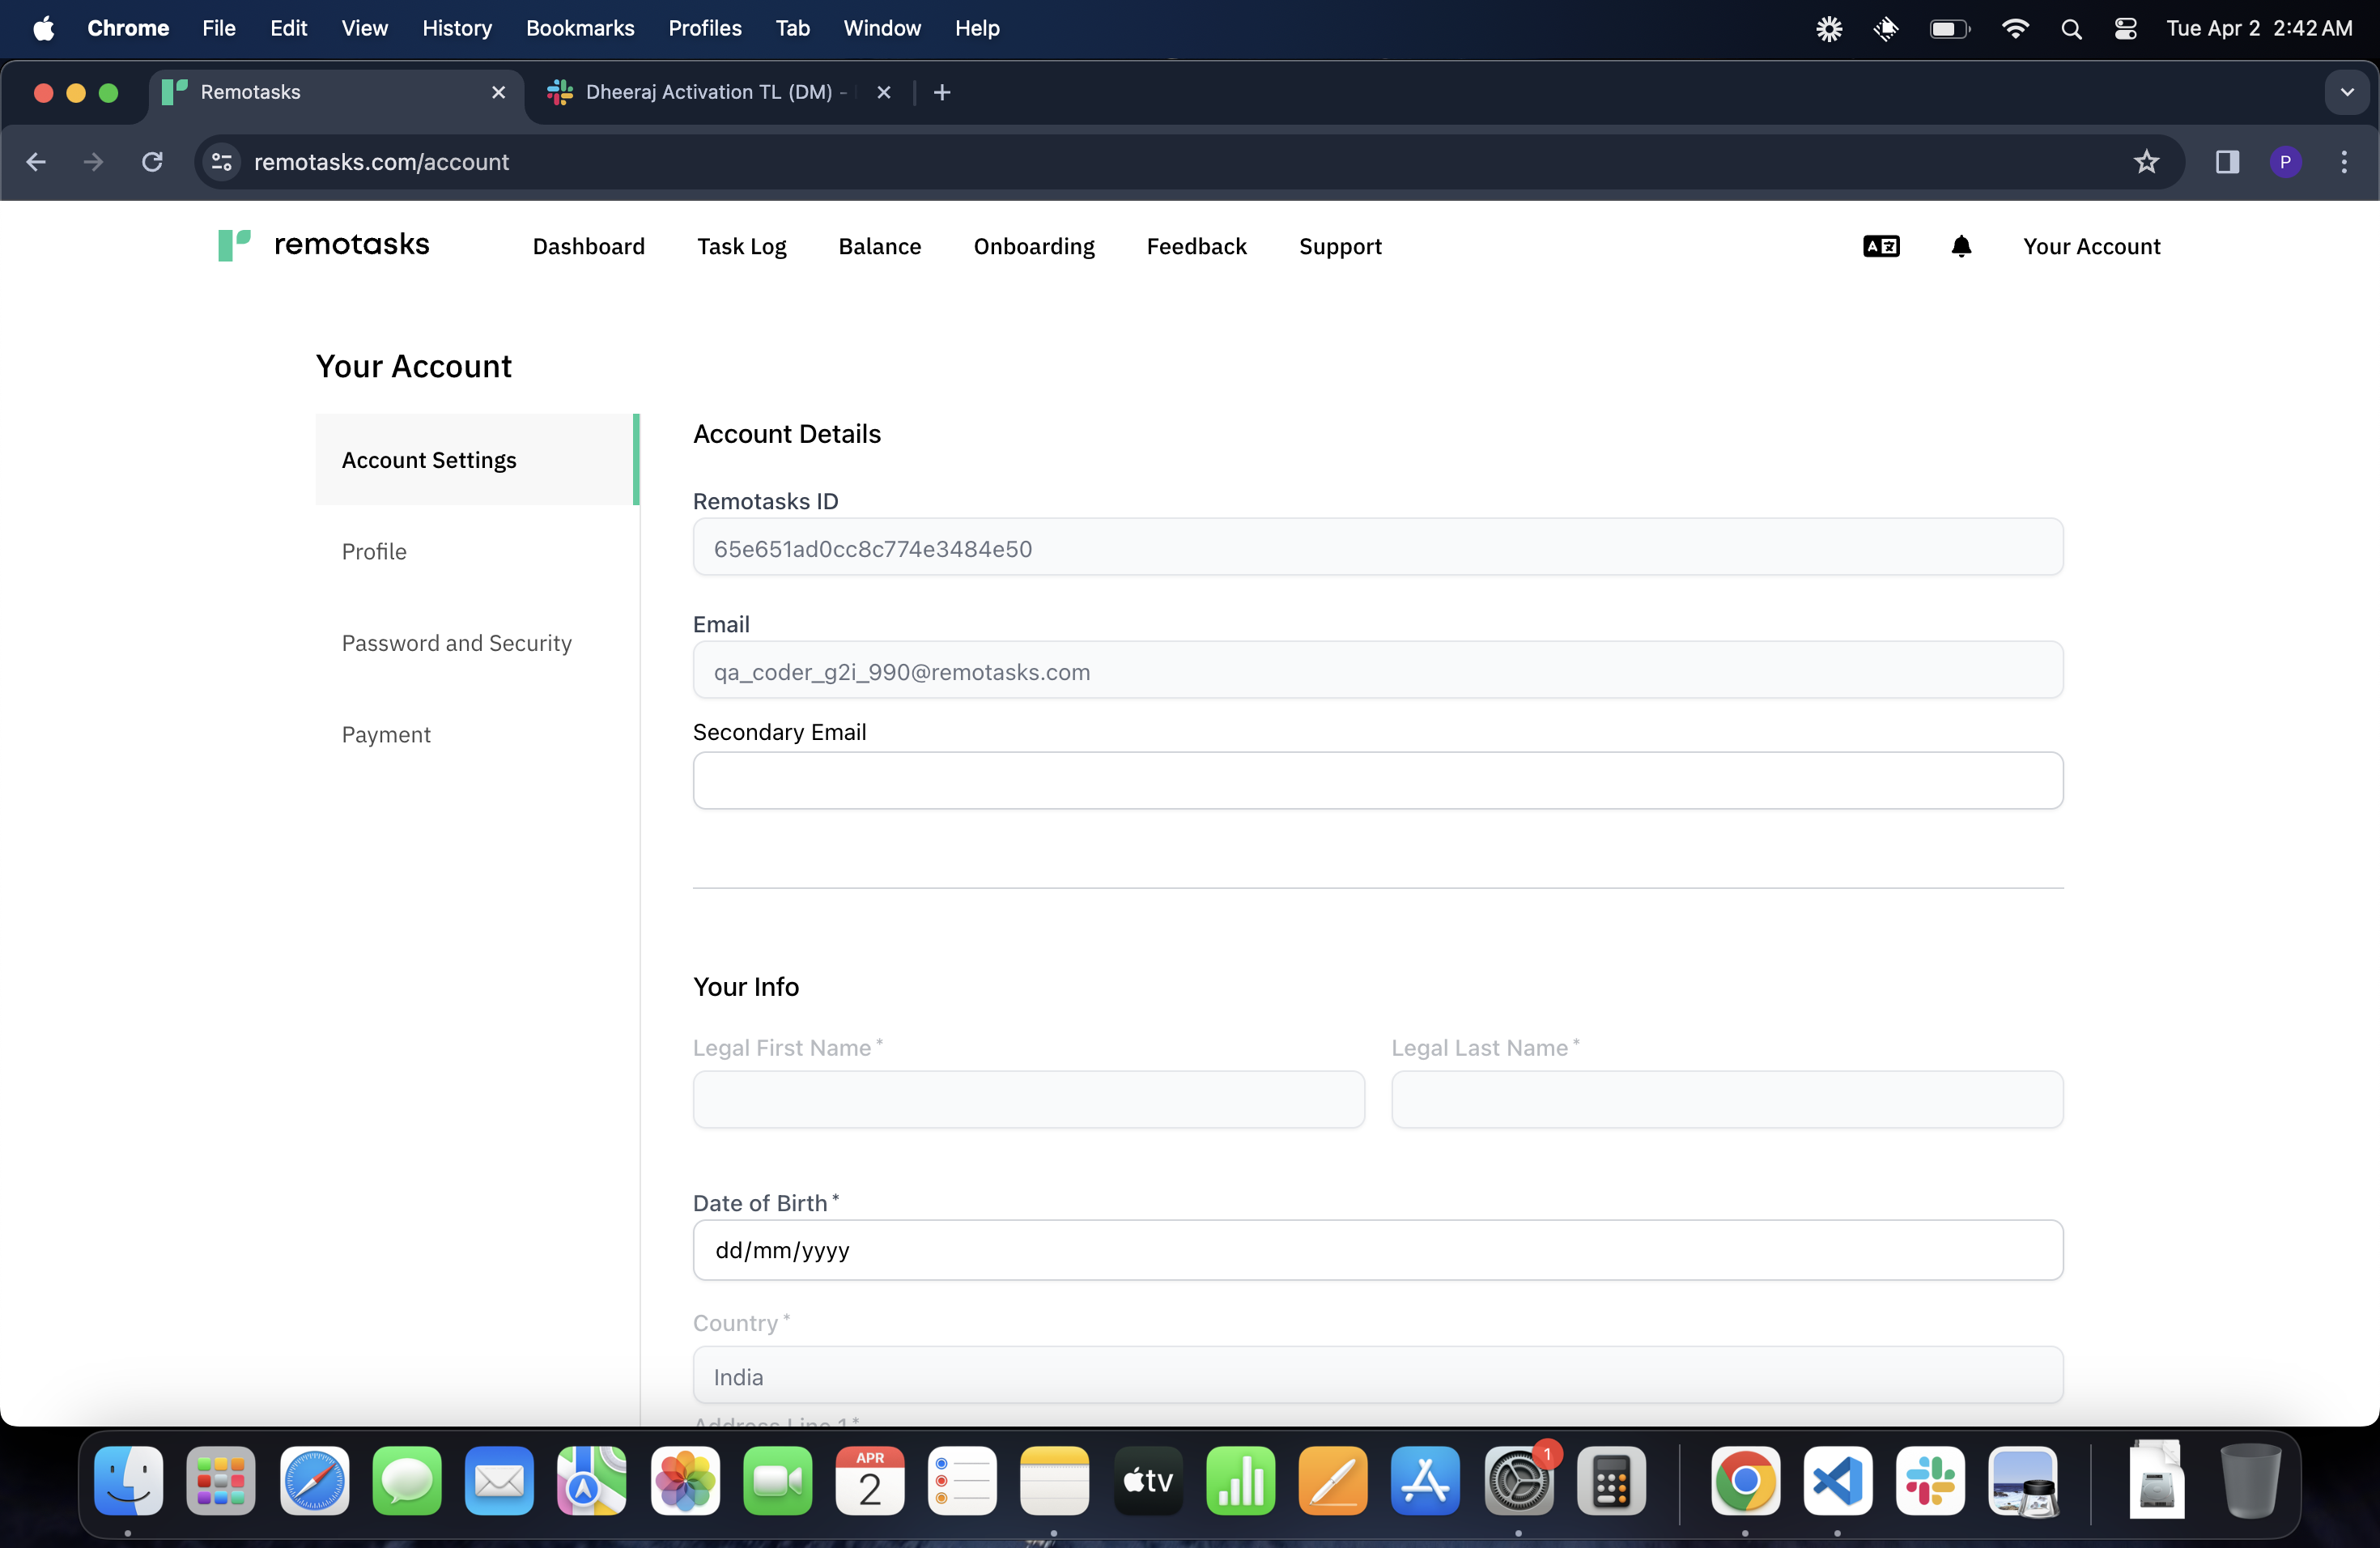 Chrome File Edit View History Bookmarks Profiles Tab Window Help Tue Apr 2 2:42 AM
Remotasks Dheeraj Activation TL (DM) -
remotasks.com/account P
remotasks Dashboard Task Log Balance Onboarding Feedback Support Your Account
Your Account
Account Settings
Profile
Password and Security
Payment
Account Details
Remotasks ID
65e651ad0cc8c774e3484e50
Email
qa_coder_g2i_990@remotasks.com
Secondary Email
Your Info
Legal First Name * Legal Last Name *
Date of Birth *
dd/mm/yyyy
Country *
India
Address Line 1 *
APR
2
tv
1